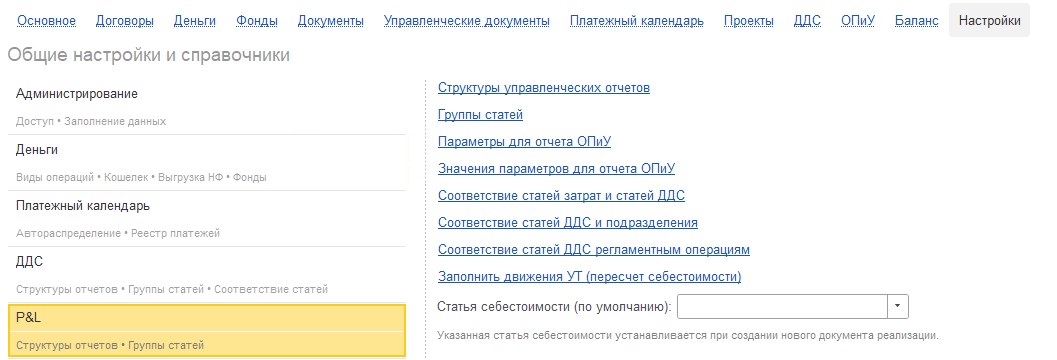 Основное Договоры Деньги Фонды Документы Управленческие документы Платежный календарь Проекты ДДС ОПиУ Баланс Настройки
Общие настройки и справочники
Администрирование
Доступ • Заполнение данных
Деньги
Виды операций • Кошелек • Выгрузка НФ • Фонды
Платежный календарь
Автораспределение • Реестр платежей
ДДС
Структуры отчетов • Группы статей • Соответствие статей
P&L
Структуры отчетов • Группы статей
Структуры управленческих отчетов
Группы статей
Параметры для отчета ОПиУ
Значения параметров для отчета ОПиУ
Соответствие статей затрат и статей ДДС
Соответствие статей ДДС и подразделения
Соответствие статей ДДС регламентным операциям
Заполнить движения УТ (пересчет себестоимости)
Статья себестоимости (по умолчанию):
Указанная статья себестоимости устанавливается при создании нового документа реализации.